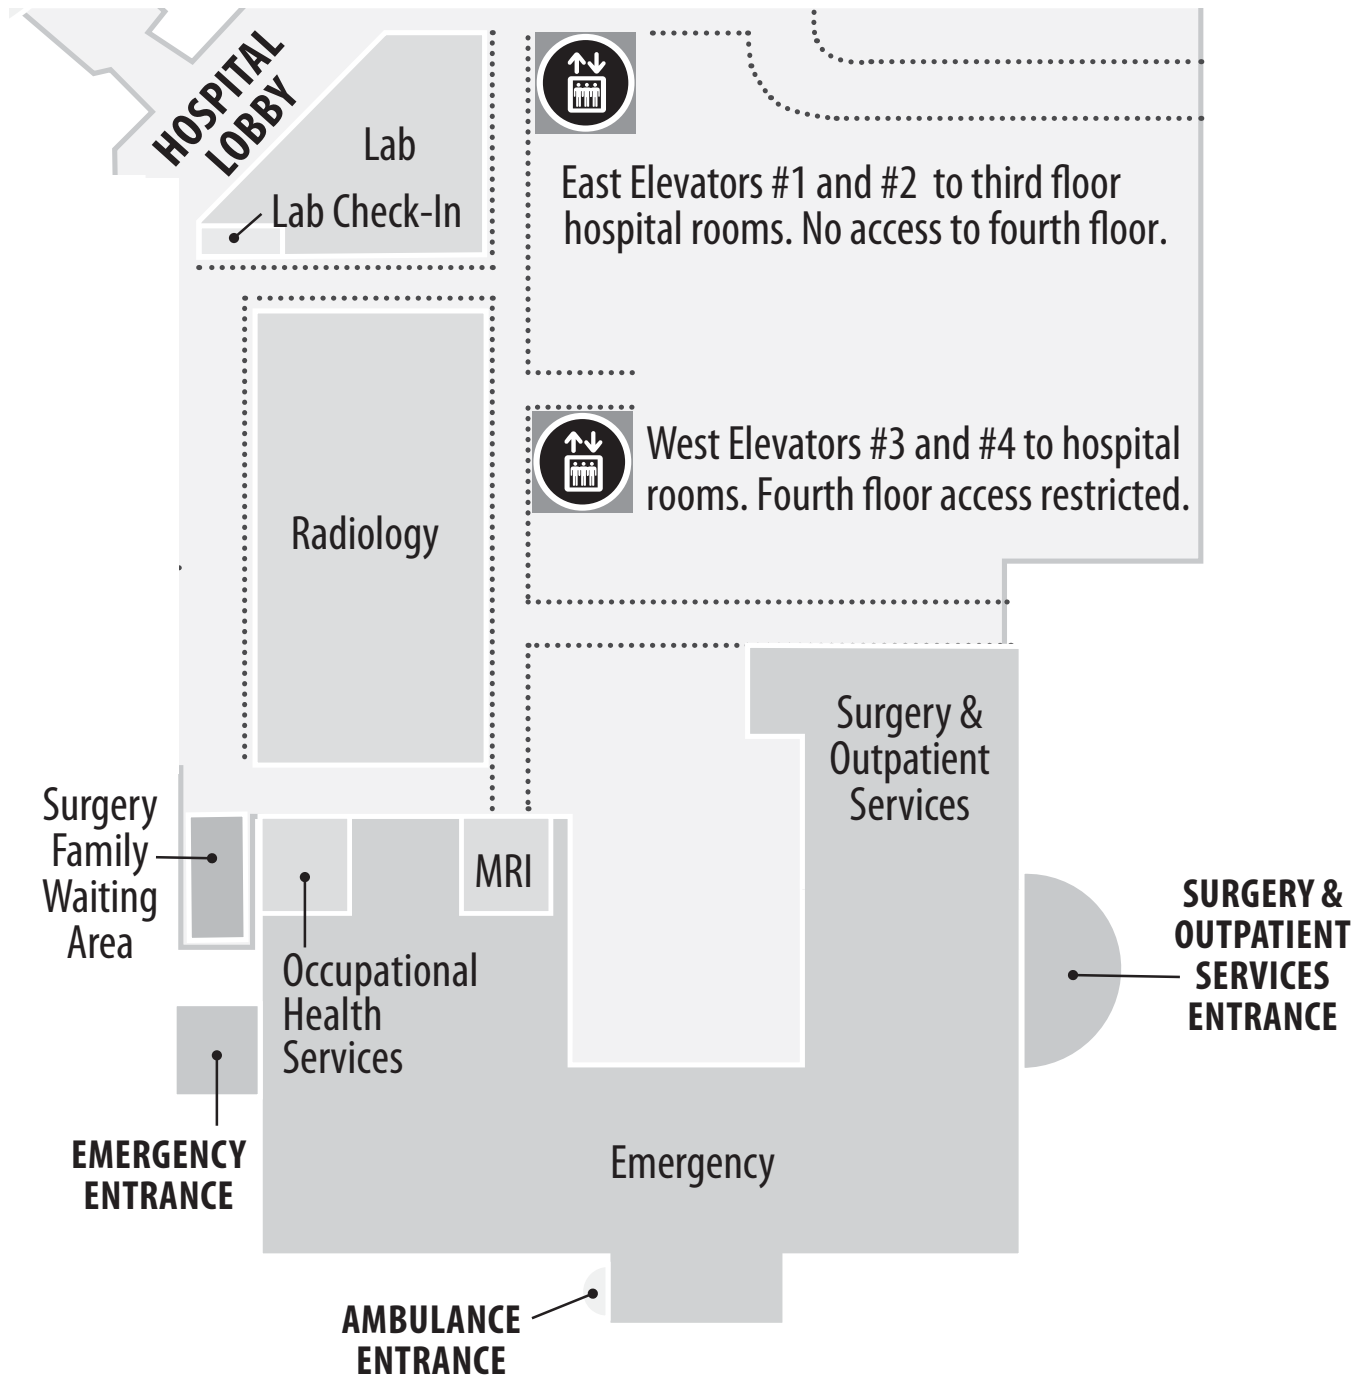 HOSPITAL
LOBBY
Lab
Lab Check-In
East Elevators #1 and #2 to third floor
hospital rooms. No access to fourth floor.
West Elevators #3 and #4 to hospital
rooms. Fourth floor access restricted.
Radiology
Surgery &
Outpatient
Services
Surgery
Family
Waiting
Area
MRI
SURGERY &
OUTPATIENT
SERVICES
ENTRANCE
Occupational
Health
Services
EMERGENCY
ENTRANCE
Emergency
AMBULANCE
ENTRANCE